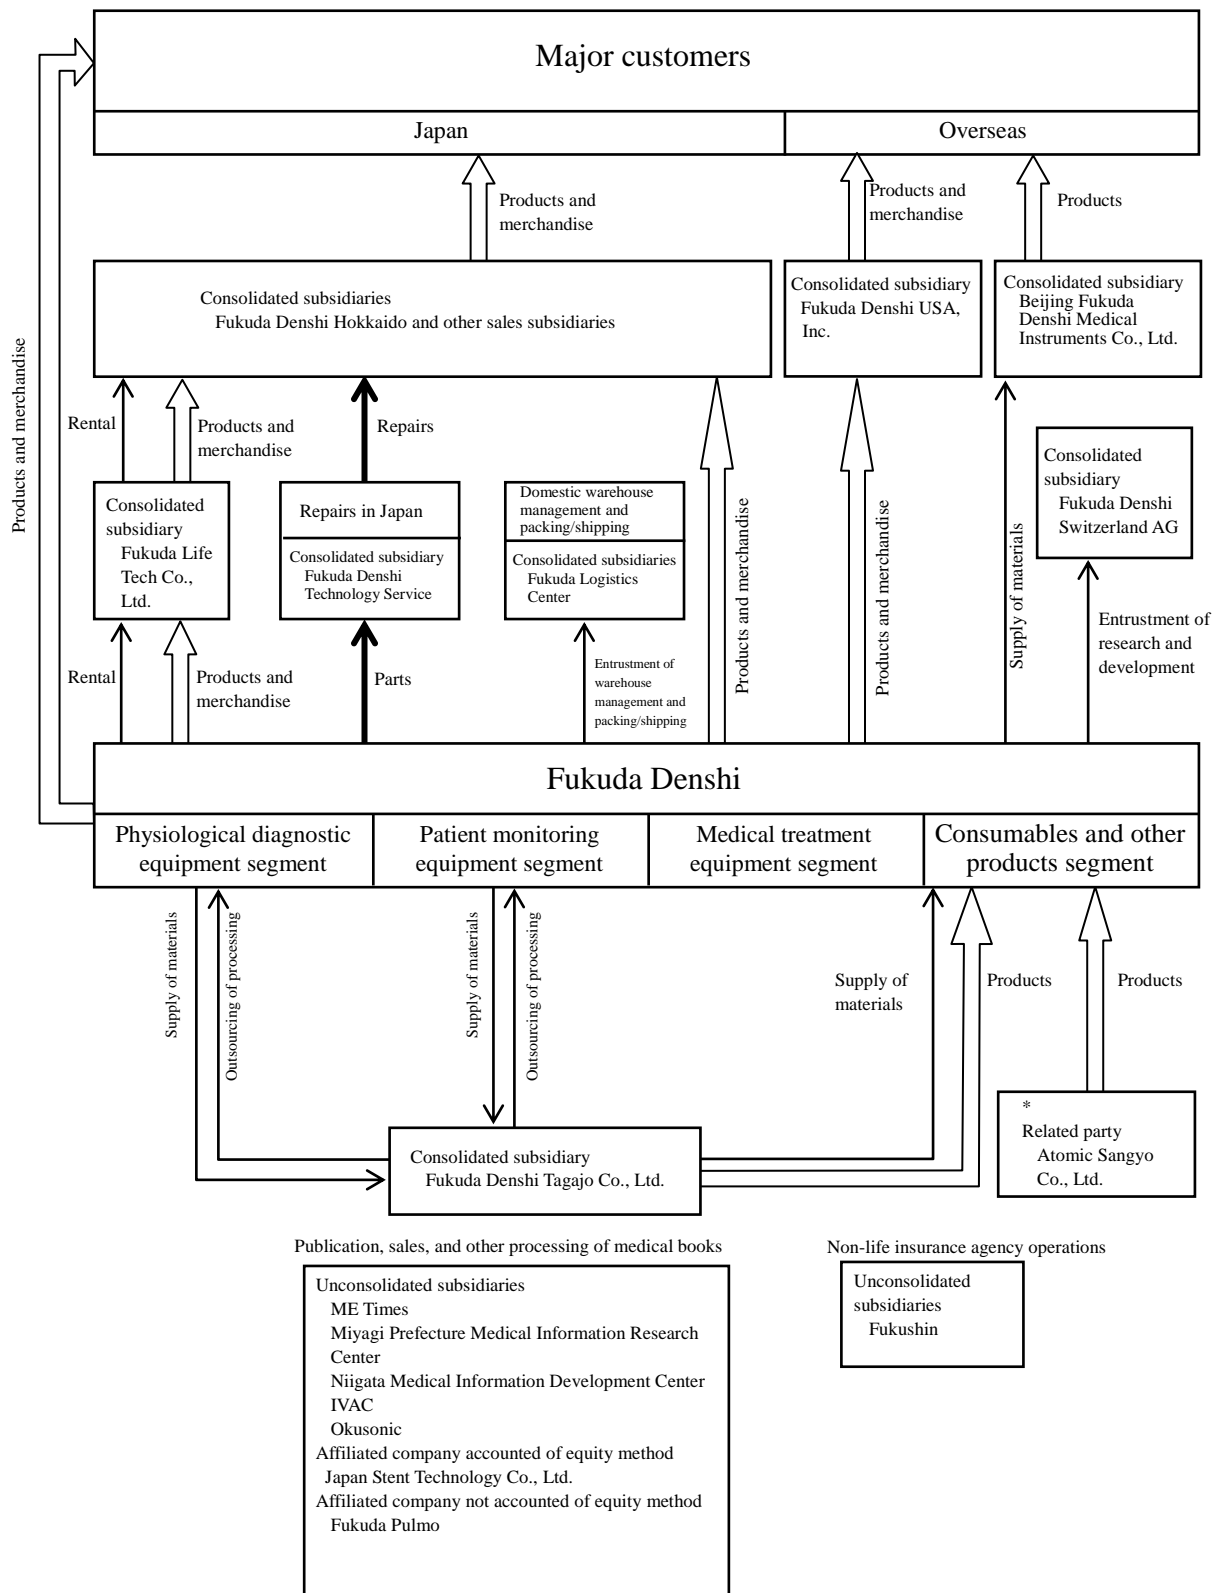 Major customers
Japan
Overseas
Products and
merchandise
Products and
merchandise
Products
Products and merchandise
Consolidated subsidiaries
Fukuda Denshi Hokkaido and other sales subsidiaries
Consolidated subsidiary
Fukuda Denshi USA,
Inc.
Consolidated subsidiary
Beijing Fukuda
Denshi Medical
Instruments Co., Ltd.
Rental
Products and
merchandise
Repairs
Consolidated
subsidiary
Fukuda Life
Tech Co.,
Ltd.
Repairs in Japan
Consolidated subsidiary
Fukuda Denshi
Technology Service
Domestic warehouse
management and
packing/shipping
Consolidated subsidiaries
Fukuda Logistics
Center
Products and merchandise
Products and merchandise
Supply of materials
Consolidated
subsidiary
Fukuda Denshi
Switzerland AG
Rental
Products and
merchandise
Parts
Entrustment of
warehouse
management and
packing/shipping
Entrustment of
research and
development
Fukuda Denshi
Physiological diagnostic
equipment segment
Patient monitoring
equipment segment
Medical treatment
equipment segment
Consumables and other
products segment
Supply of materials
Outsourcing of processing
Supply of materials
Outsourcing of processing
Supply of
materials
Products
Products
Consolidated subsidiary
Fukuda Denshi Tagajo Co., Ltd.
*
Related party
Atomic Sangyo
Co., Ltd.
Publication, sales, and other processing of medical books
Unconsolidated subsidiaries
ME Times
Miyagi Prefecture Medical Information Research
Center
Niigata Medical Information Development Center
IVAC
Okusonic
Affiliated company accounted of equity method
Japan Stent Technology Co., Ltd.
Affiliated company not accounted of equity method
Fukuda Pulmo
Non-life insurance agency operations
Unconsolidated
subsidiaries
Fukushin